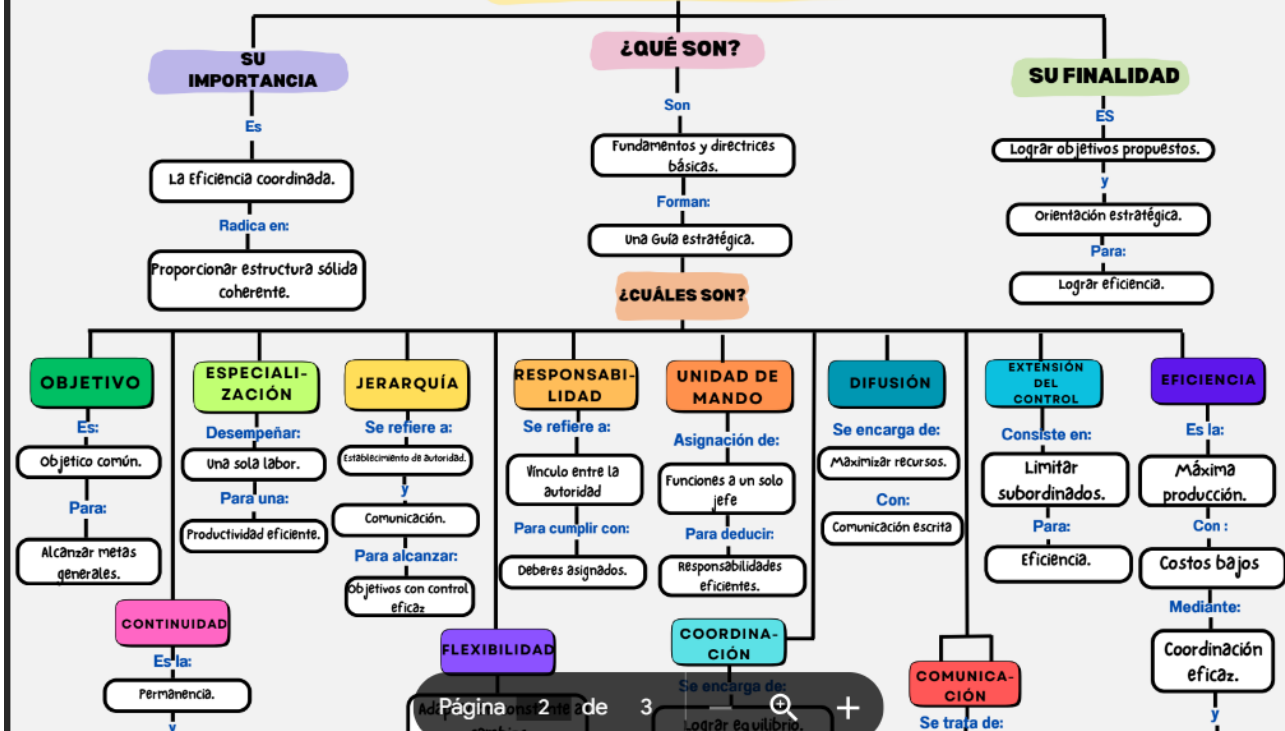 SU
IMPORTANCIA
Es
La Eficiencia coordinada.
Radica en:
Proporcionar estructura sólida
coherente.
¿QUÉ SON?
Son
Fundamentos y directrices
básicas.
Forman:
Una Guía estratégica.
SU FINALIDAD
ES
Lograr objetivos propuestos.
y
Orientación estratégica.
Para:
Lograr eficiencia.
¿CUÁLES SON?
OBJETIVO
Es:
Objetico común.
Para:
Alcanzar metas
generales.
CONTINUIDAD
Es la:
Permanencia.
y
ESPECIALI-
ZACIÓN
Desempeñar:
Una sola labor.
Para una:
Productividad eficiente.
JERARQUÍA
Se refiere a:
Establecimiento de autoridad.
y
Comunicación.
Para alcanzar:
Objetivos con control
eficaz
FLEXIBILIDAD
RESPONSABI-
LIDAD
Se refiere a:
Vínculo entre la
autoridad
Para cumplir con:
Deberes asignados.
UNIDAD DE
MANDO
Asignación de:
Funciones a un solo
jefe
Para deducir:
Responsabilidades
eficientes.
COORDINA-
CIÓN
Se encarga de:
Lograr equilibrio.
DIFUSIÓN
Se encarga de:
Maximizar recursos.
Con:
Comunicación escrita
EXTENSIÓN
DEL
CONTROL
Consiste en:
Limitar
subordinados.
Para:
Eficiencia.
COMUNICA-
CIÓN
Se trata de:
EFICIENCIA
Es la:
Máxima
producción.
Con :
Costos bajos
Mediante:
Coordinación
eficaz.
y
Página 2 de 3